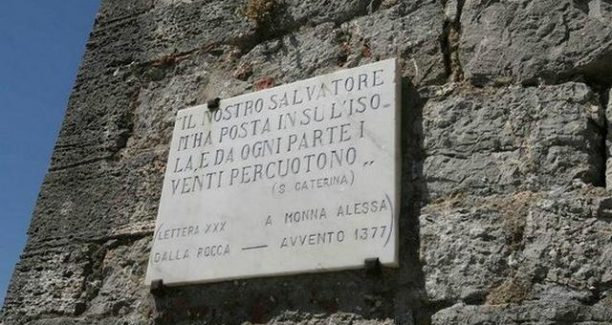 "IL NOSTRO SALVATORE
M'HA POSTA IN SU L'ISO-
LA, E DA OGNI PARTE I
VENTI PERCUOTONO,,
(S CATERINA)
LETTERA XXX A MONNA ALESSA)
DALLA ROCCA — AVVENTO 1377)